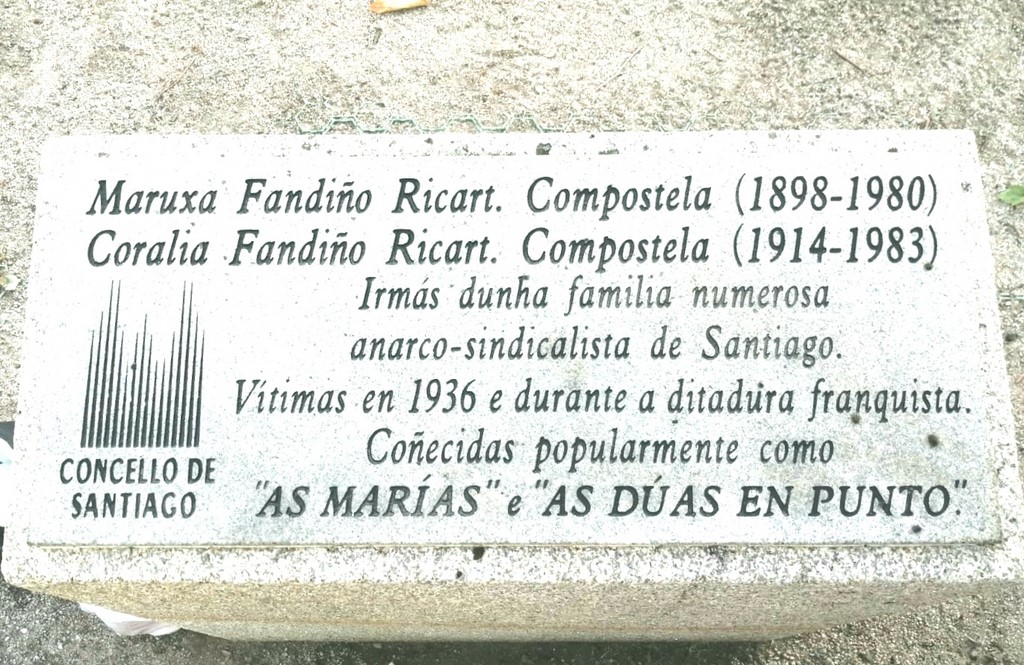 Maruxa Fandiño Ricart. Compostela (1898-1980)
Coralia Fandiño Ricart. Compostela (1914-1983)
Irmás dunha familia numerosa
anarco-sindicalista de Santiago.
Vítimas en 1936 e durante a ditadura franquista.
Coñecidas popularmente como
"AS MARÍAS" e "AS DÚAS EN PUNTO".
CONCELLO DE
SANTIAGO